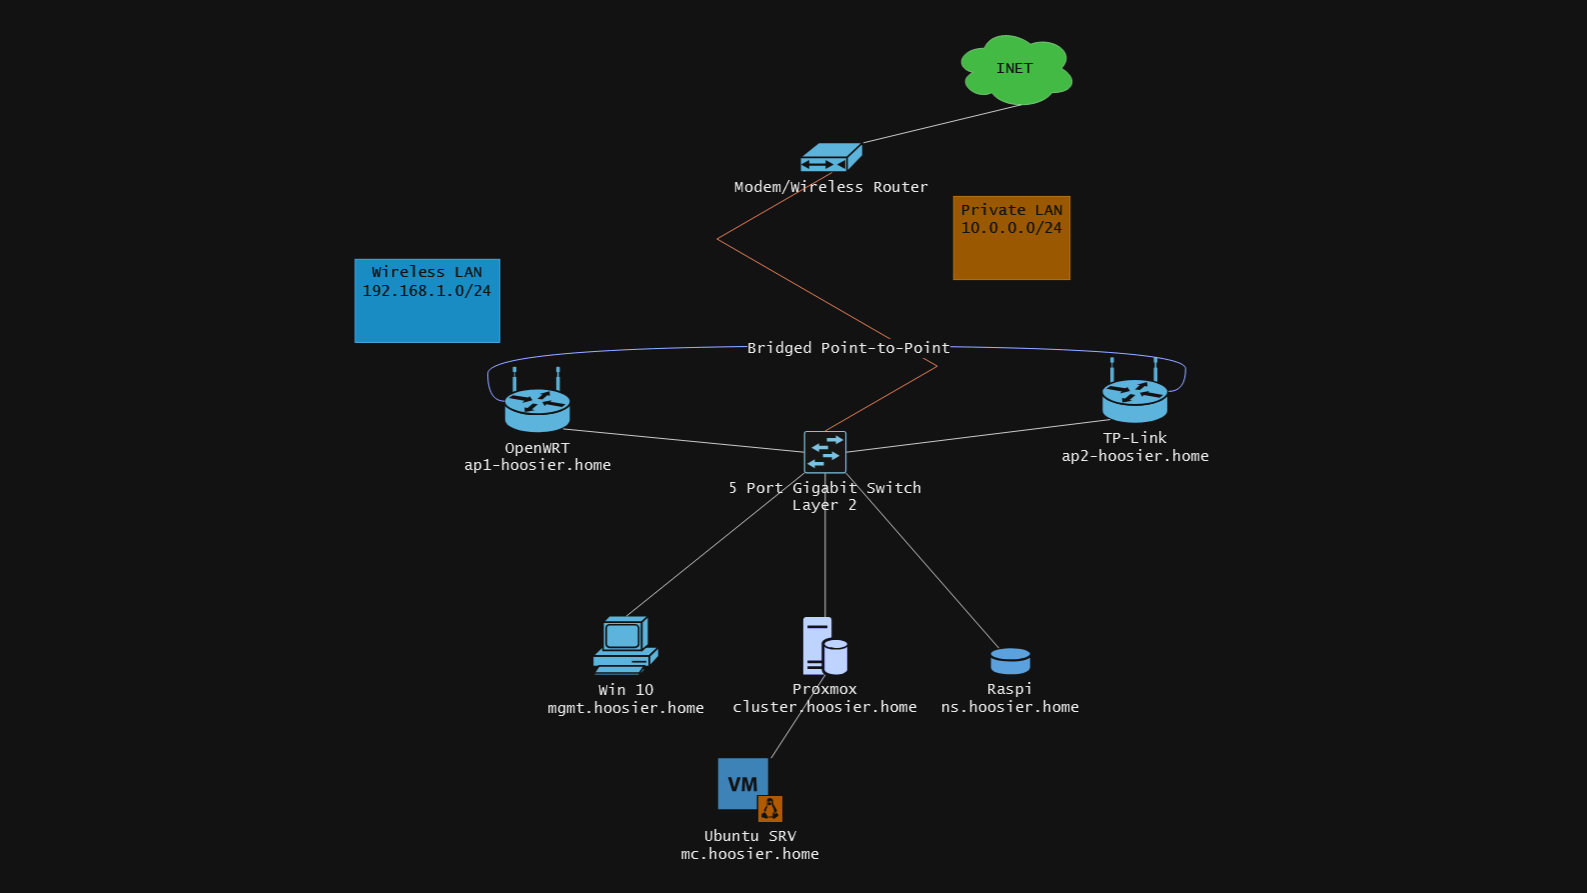 INET
Modem/Wireless Router
Private LAN
10.0.0.0/24
Wireless LAN
192.168.1.0/24
Bridged Point-to-Point
OpenWRT
ap1-hoosier.home
TP-Link
ap2-hoosier.home
5 Port Gigabit Switch
Layer 2
Win 10
mgmt.hoosier.home
Proxmox
cluster.hoosier.home
Raspi
ns.hoosier.home
VM
Ubuntu SRV
mc.hoosier.home